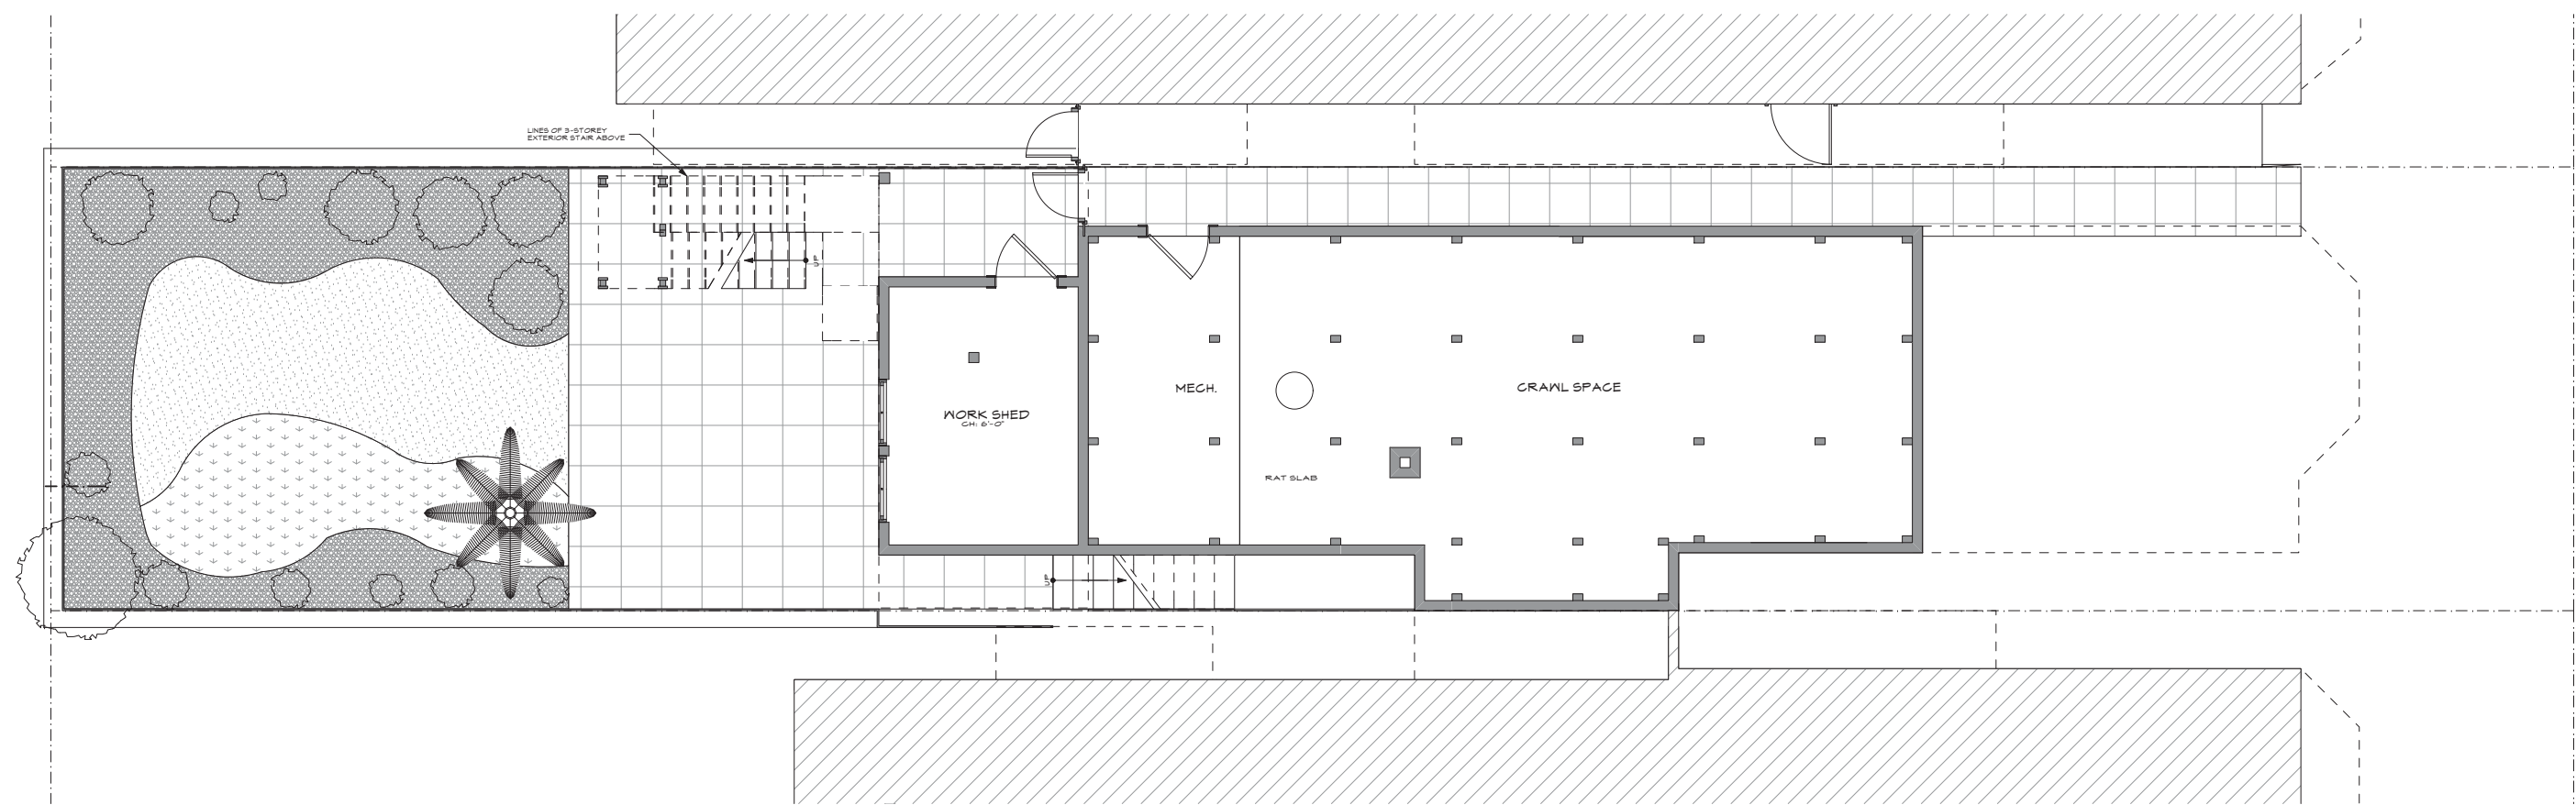 LINES OF 3-STOREY
EXTERIOR STAIR ABOVE
UP
MECH.
CRAWL SPACE
WORK SHED
CH: 6'-0"
RAT SLAB
UP